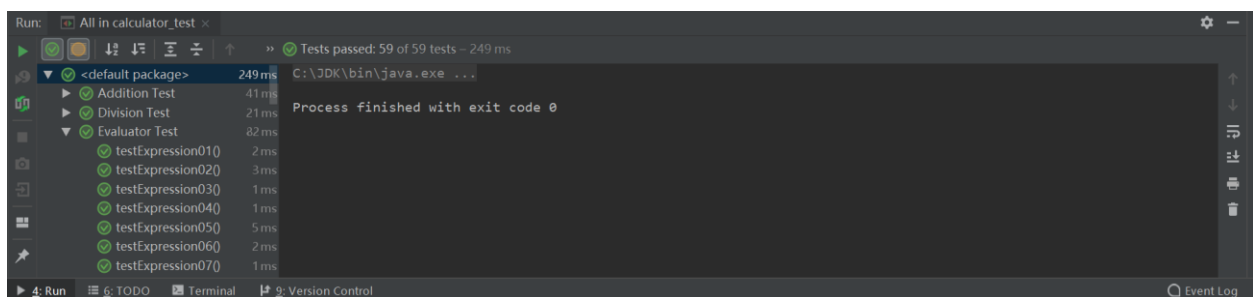 Run: All in calculator_test ×
» Tests passed: 59 of 59 tests – 249 ms
<default package> 249 ms C:\JDK\bin\java.exe ...
Addition Test 41 ms
Process finished with exit code 0
Division Test 21 ms
Evaluator Test 82 ms
testExpression01() 2 ms
testExpression02() 3 ms
testExpression03() 1 ms
testExpression04() 1 ms
testExpression05() 5 ms
testExpression06() 2 ms
testExpression07() 1 ms
4: Run 6: TODO Terminal 9: Version Control Event Log